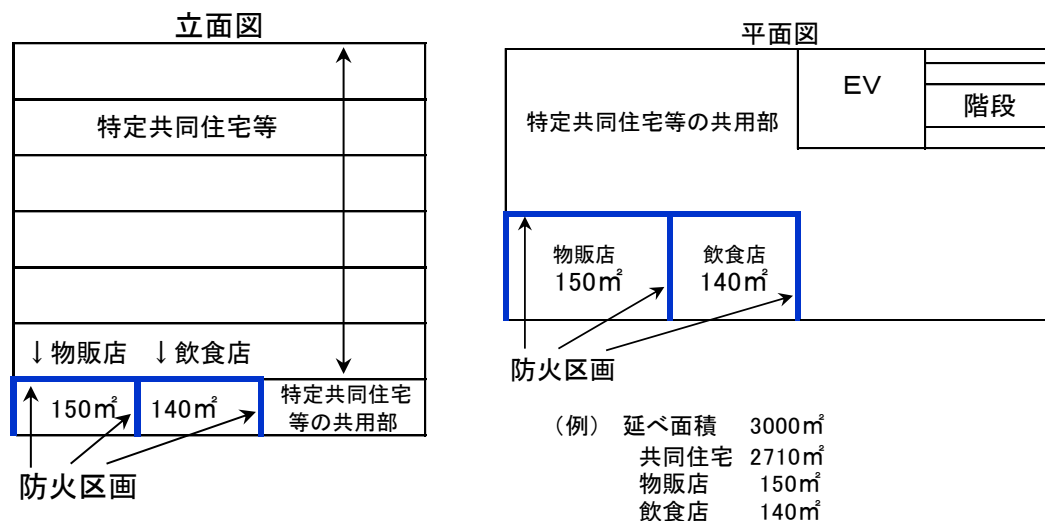 立面図
特定共同住宅等
↓物販店 ↓飲食店
150㎡ 140㎡
特定共同住宅
等の共用部
防火区画
平面図
EV
階段
特定共同住宅等の共用部
物販店
150㎡
飲食店
140㎡
防火区画
（例） 延べ面積 3000㎡
共同住宅 2710㎡
物販店 150㎡
飲食店 140㎡